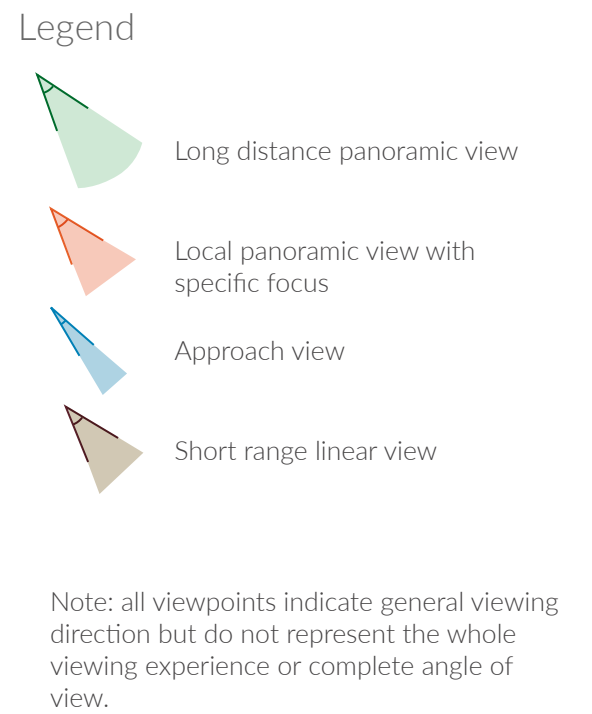 Legend
Long distance panoramic view
Local panoramic view with
specific focus
Approach view
Short range linear view
Note: all viewpoints indicate general viewing
direction but do not represent the whole
viewing experience or complete angle of
view.